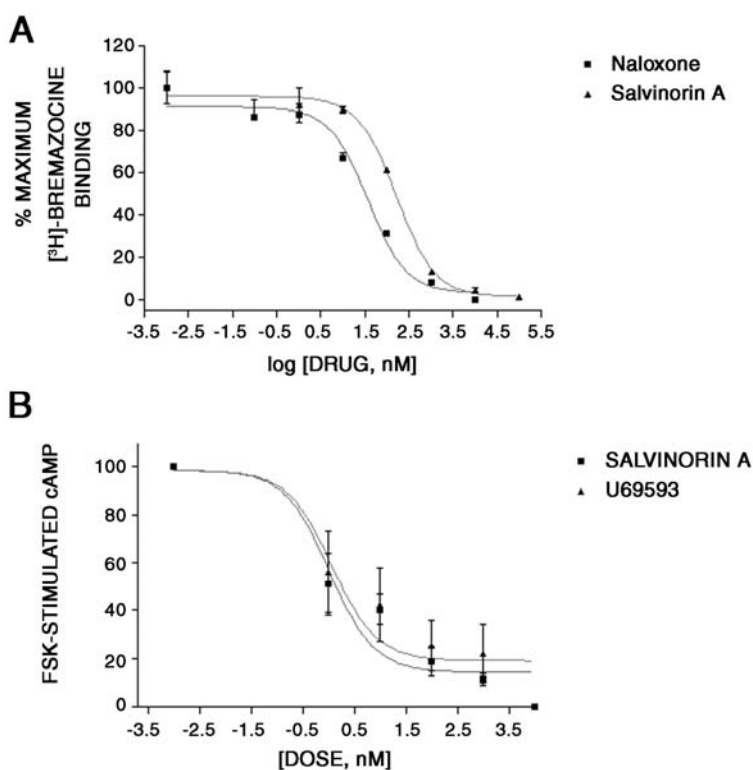 A
% MAXIMUM
[³H]-BREMAZOCINE
BINDING
120
100
80
60
40
20
0
-3.5 -2.5 -1.5 -0.5 0.5 1.5 2.5 3.5 4.5 5.5
log [DRUG, nM]
Naloxone
Salvinorin A
B
FSK-STIMULATED cAMP
100
80
60
40
20
0
-3.5 -2.5 -1.5 -0.5 0.5 1.5 2.5 3.5
[DOSE, nM]
SALVINORIN A
U69593